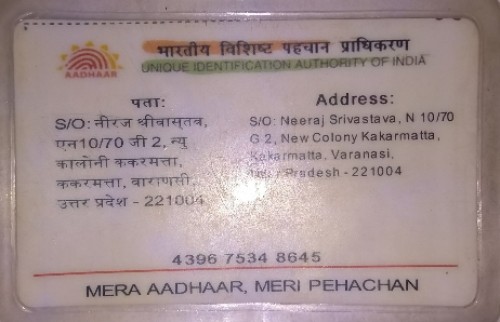 भारतीय विशिष्ट पहचान प्राधिकरण
UNIQUE IDENTIFICATION AUTHORITY OF INDIA
AADHAAR
पता:
S/O: नीरज श्रीवास्तव,
एन10/70 जी 2, न्यु
कालोनी ककरमत्ता,
ककरमत्ता, वाराणसी,
उत्तर प्रदेश - 221004
Address:
S/O: Neeraj Srivastava, N 10/70
G 2, New Colony Kakarmatta,
Kakarmatta, Varanasi,
Uttar Pradesh - 221004
4396 7534 8645
MERA AADHAAR, MERI PEHACHAN